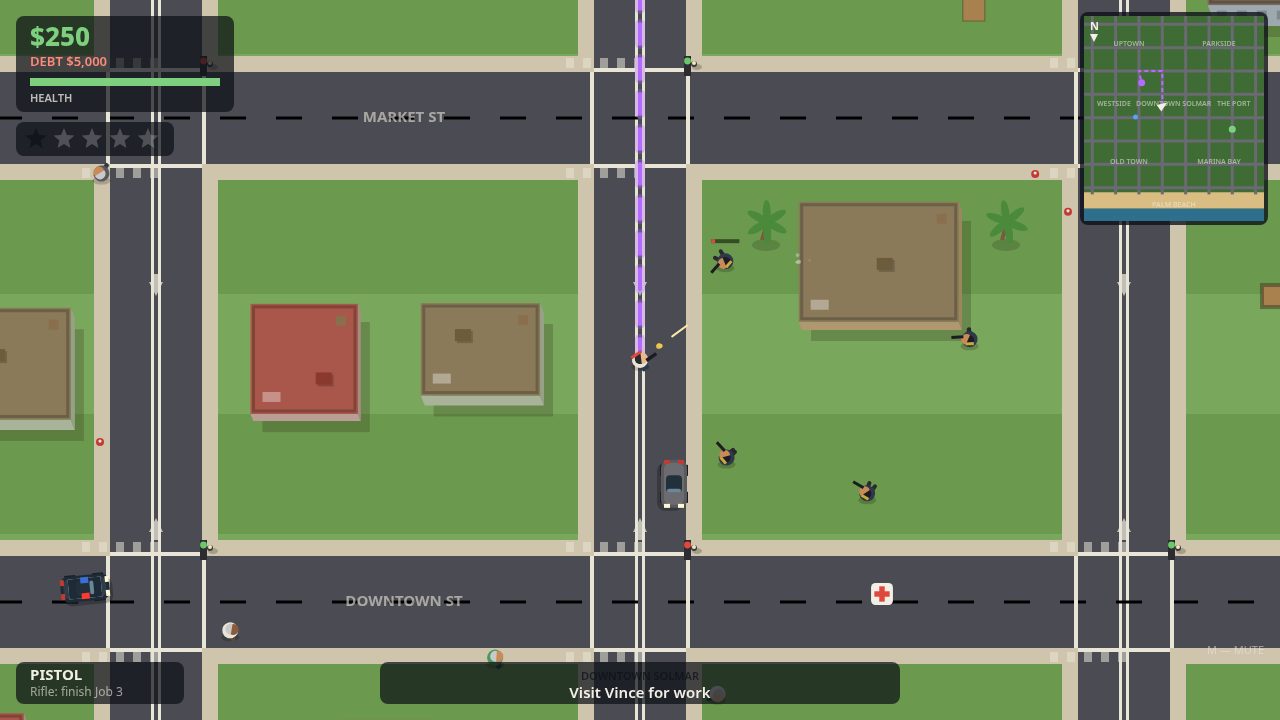 $250
DEBT $5,000
HEALTH
MARKET ST
N
UPTOWN
PARKSIDE
WESTSIDE
DOWNTOWN SOLMAR
THE PORT
OLD TOWN
MARINA BAY
PALM BEACH
DOWNTOWN ST
M — MUTE
PISTOL
Rifle: finish Job 3
DOWNTOWN SOLMAR
Visit Vince for work